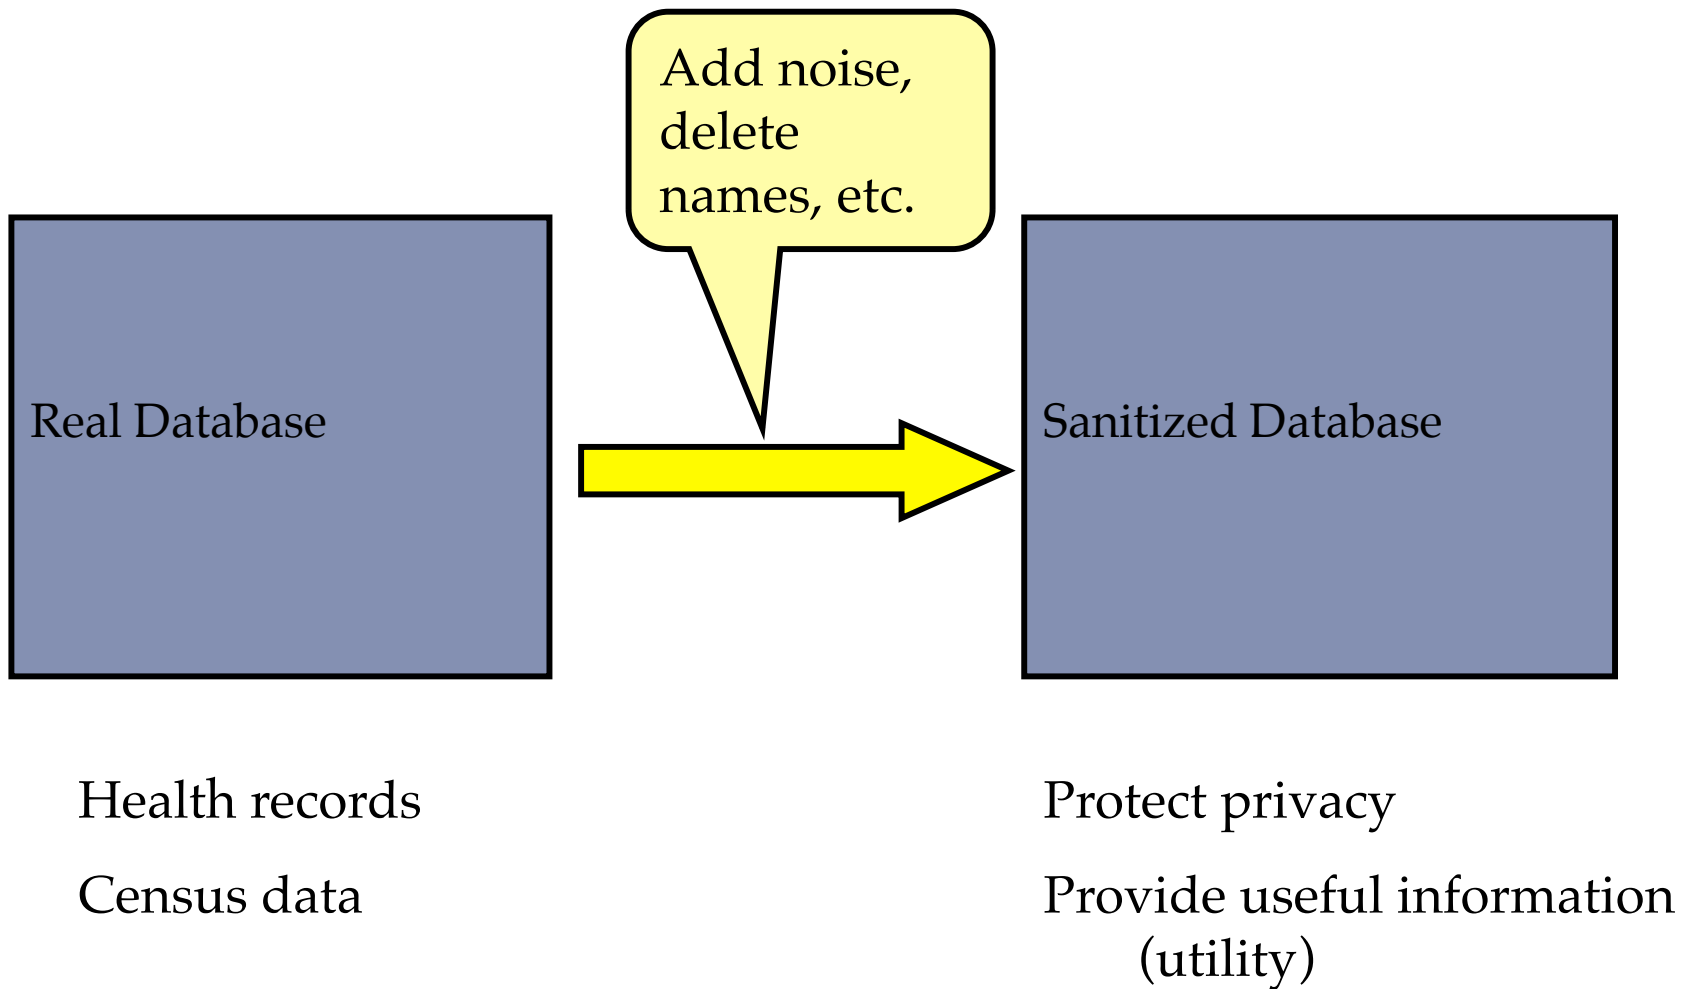 Add noise,
delete
names, etc.
Real Database
Sanitized Database
Health records
Census data
Protect privacy
Provide useful information
(utility)